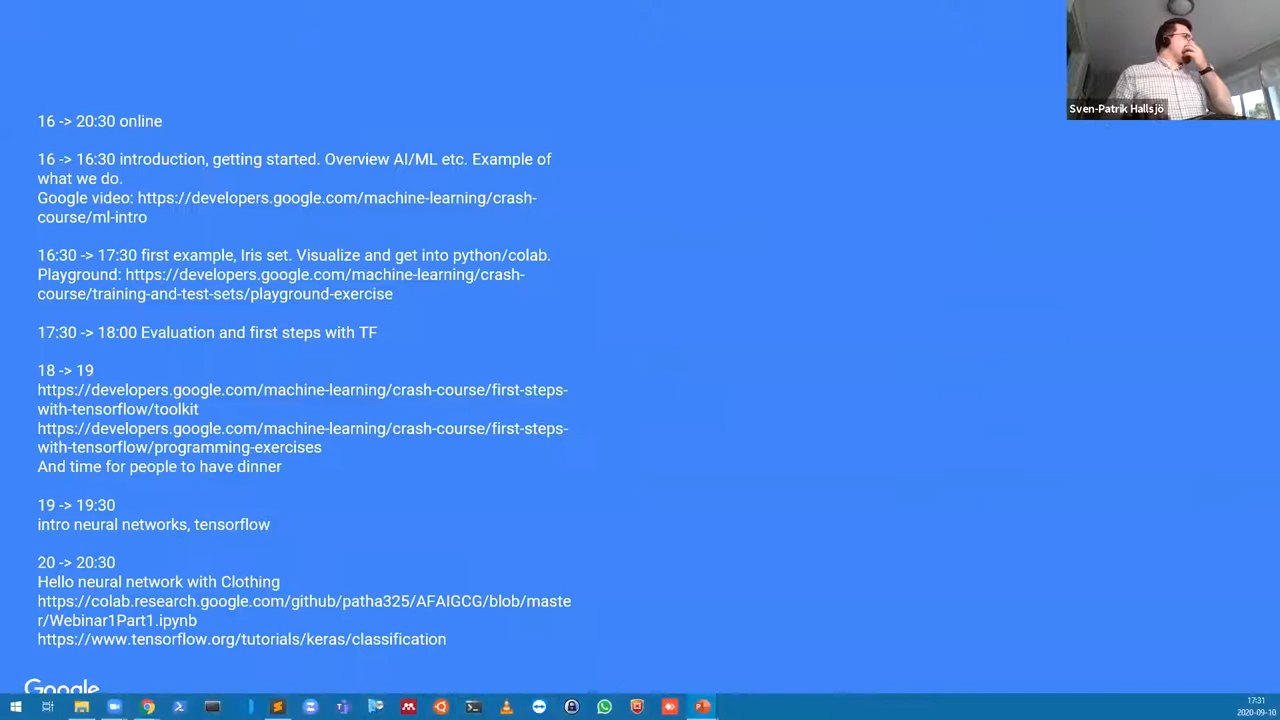 Sven-Patrik Hallsjö
16 -> 20:30 online
16 -> 16:30 introduction, getting started. Overview AI/ML etc. Example of
what we do.
Google video: https://developers.google.com/machine-learning/crash-
course/ml-intro
16:30 -> 17:30 first example, Iris set. Visualize and get into python/colab.
Playground: https://developers.google.com/machine-learning/crash-
course/training-and-test-sets/playground-exercise
17:30 -> 18:00 Evaluation and first steps with TF
18 -> 19
https://developers.google.com/machine-learning/crash-course/first-steps-
with-tensorflow/toolkit
https://developers.google.com/machine-learning/crash-course/first-steps-
with-tensorflow/programming-exercises
And time for people to have dinner
19 -> 19:30
intro neural networks, tensorflow
20 -> 20:30
Hello neural network with Clothing
https://colab.research.google.com/github/patha325/AFAIGCG/blob/maste
r/Webinar1Part1.ipynb
https://www.tensorflow.org/tutorials/keras/classification
Google
17:31
2020-09-10